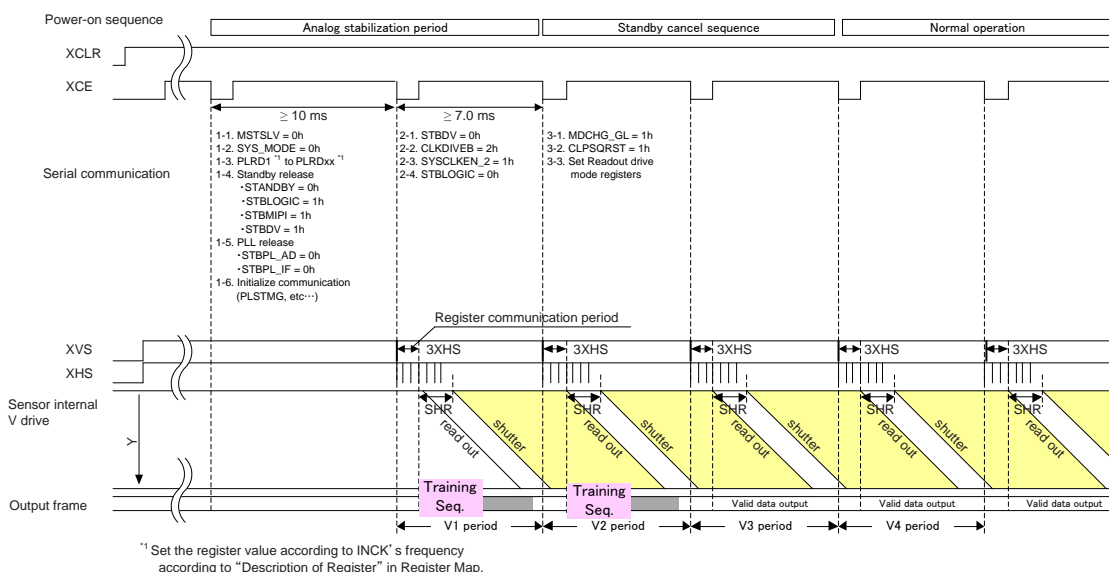 Power-on sequence
Analog stabilization period
Standby cancel sequence
Normal operation
XCLR
XCE
≥ 10 ms
≥ 7.0 ms
Serial communication
1-1. MSTSLV = 0h
1-2. SYS_MODE = 0h
1-3. PLRD1 *1 to PLRDxx *1
1-4. Standby release
・STANDBY = 0h
・STBLOGIC = 1h
・STBMIPI = 1h
・STBDV = 1h
1-5. PLL release
・STBPL_AD = 0h
・STBPL_IF = 0h
1-6. Initialize communication
(PLSTMG, etc…)
2-1. STBDV = 0h
2-2. CLKDIVEB = 2h
2-3. SYSCLKEN_2 = 1h
2-4. STBLOGIC = 0h
3-1. MDCHG_GL = 1h
3-2. CLPSQRST = 1h
3-3. Set Readout drive
mode registers
Register communication period
XVS
3XHS
3XHS
3XHS
3XHS
3XHS
XHS
Sensor internal
V drive
Y
SHR
SHR
SHR
SHR
SHR
read out
shutter
read out
shutter
read out
shutter
read out
shutter
read out
Output frame
Training
Seq.
Training
Seq.
Valid data output
Valid data output
Valid data output
V1 period
V2 period
V3 period
V4 period
*1 Set the register value according to INCK's frequency
according to "Description of Register" in Register Map.